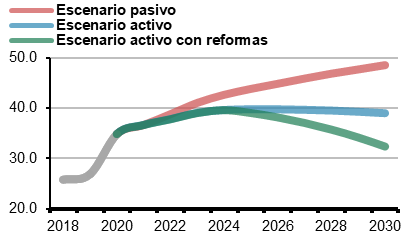 Escenario pasivo
Escenario activo
Escenario activo con reformas
50.0
40.0
30.0
20.0
2018 2020 2022 2024 2026 2028 2030